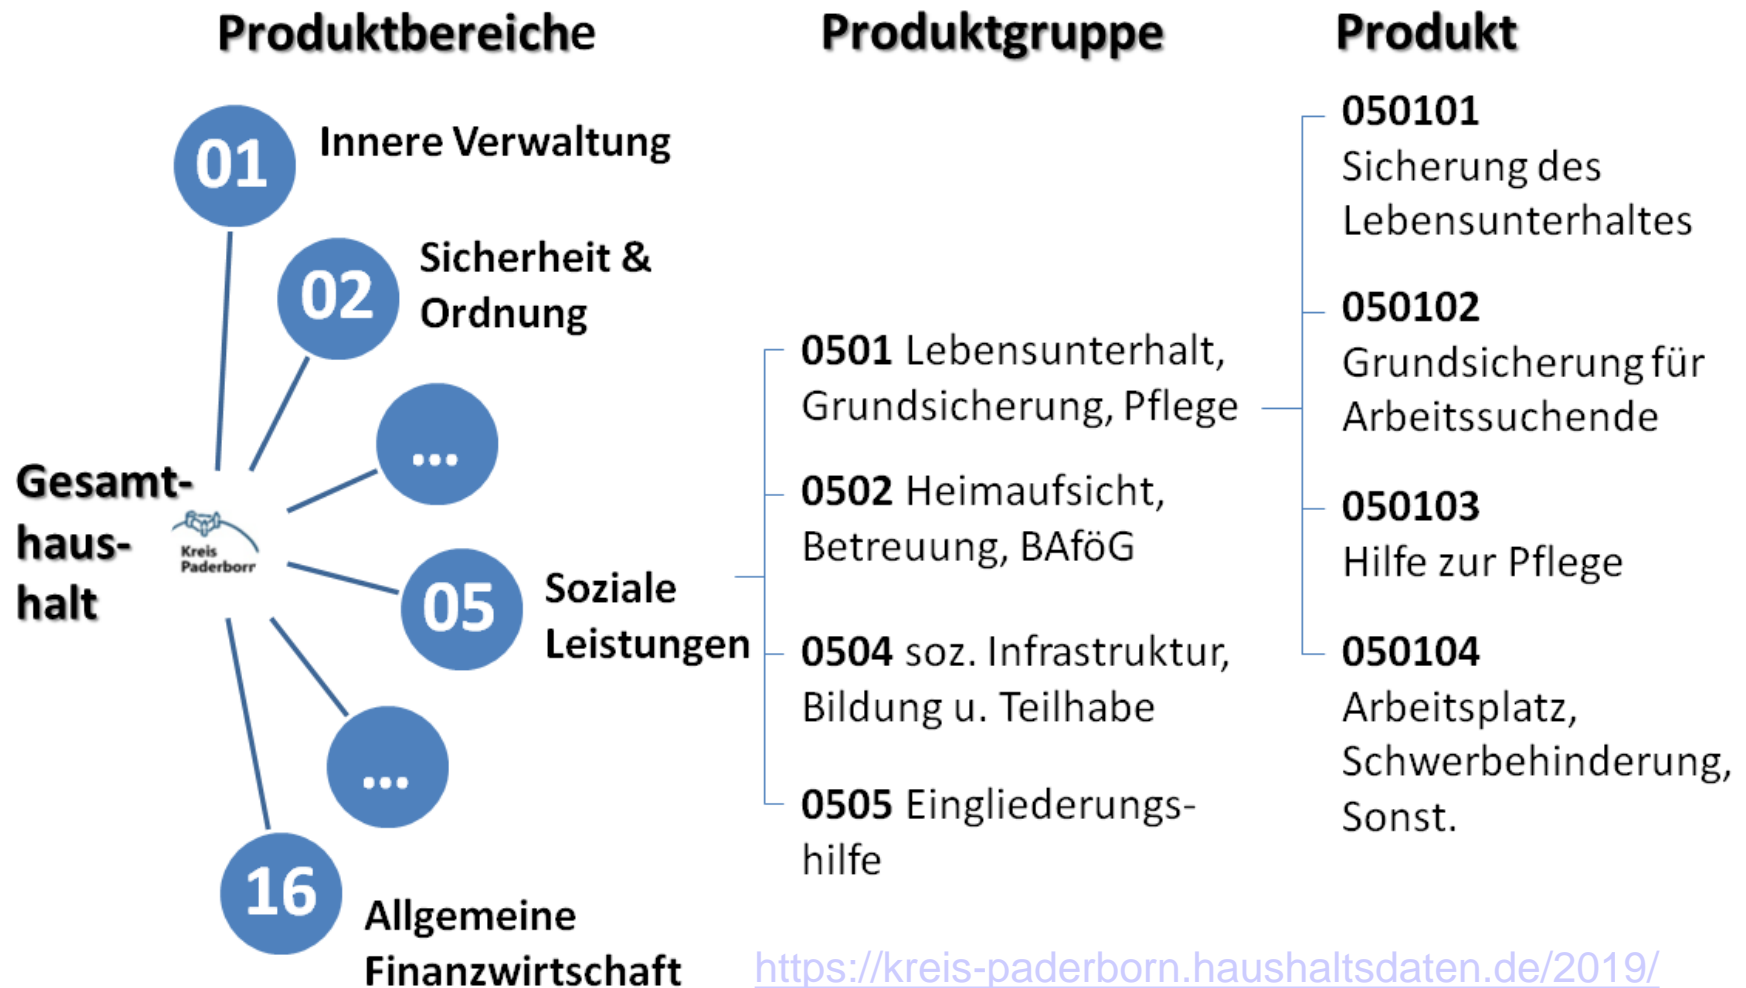 Produktbereiche
Produktgruppe
Produkt
Gesamt-
haus-
halt
Kreis
Paderborr
01
Innere Verwaltung
02
Sicherheit &
Ordnung
...
05
Soziale
Leistungen
...
16
Allgemeine
Finanzwirtschaft
0501 Lebensunterhalt,
Grundsicherung, Pflege
0502 Heimaufsicht,
Betreuung, BAföG
0504 soz. Infrastruktur,
Bildung u. Teilhabe
0505 Eingliederungs-
hilfe
050101
Sicherung des
Lebensunterhaltes
050102
Grundsicherung für
Arbeitssuchende
050103
Hilfe zur Pflege
050104
Arbeitsplatz,
Schwerbehinderung,
Sonst.
https://kreis-paderborn.haushaltsdaten.de/2019/